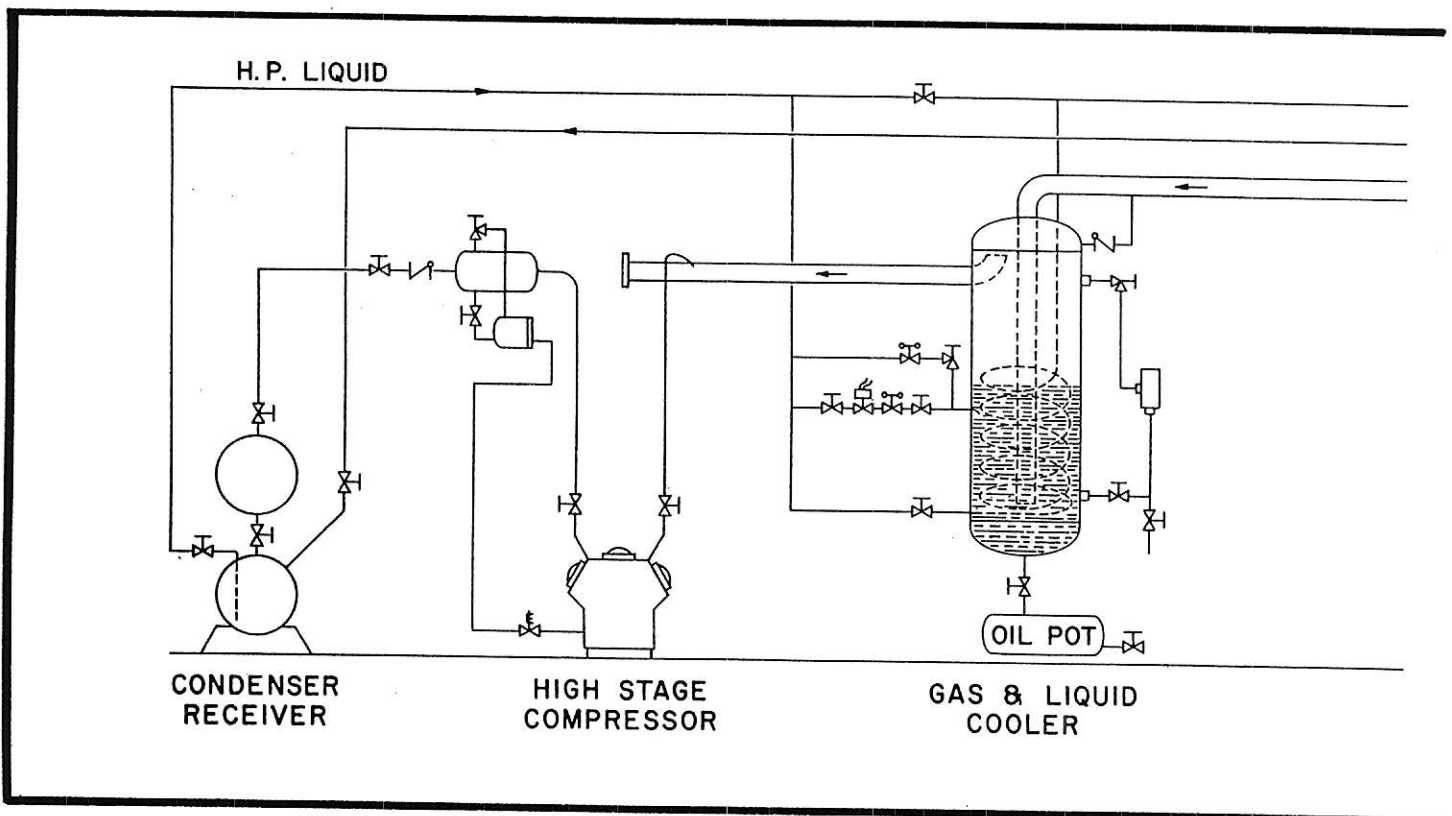 H.P. LIQUID
OIL POT
CONDENSER
RECEIVER
HIGH STAGE
COMPRESSOR
GAS & LIQUID
COOLER